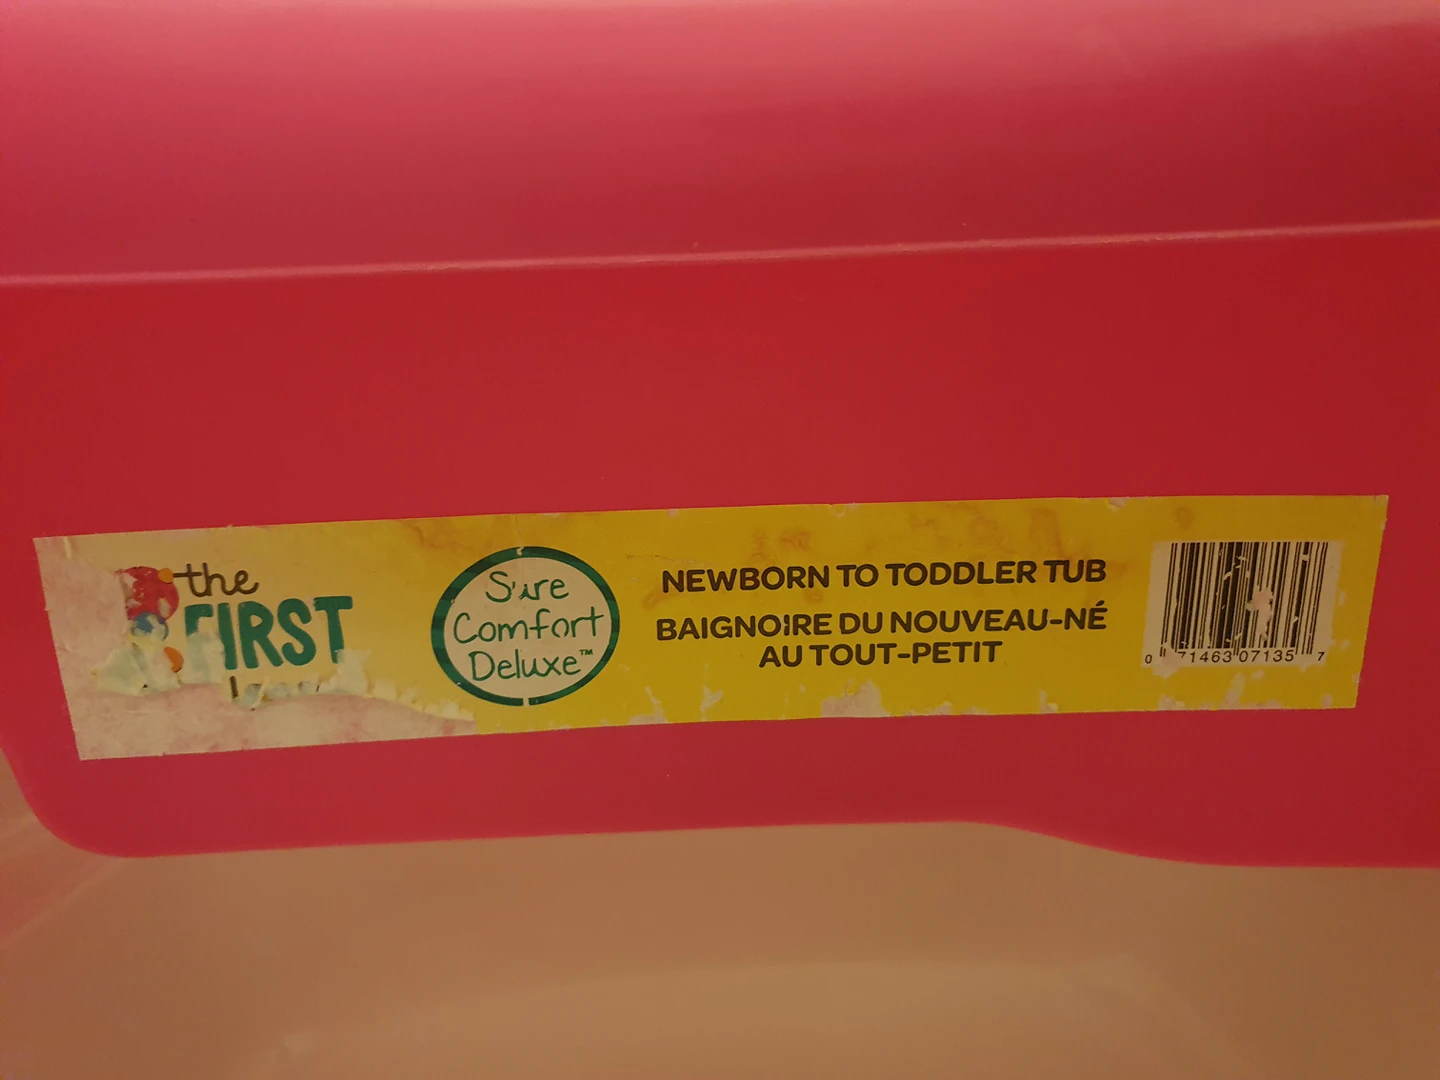 the
FIRST
Sure
Comfort
Deluxe™
NEWBORN TO TODDLER TUB
BAIGNOIRE DU NOUVEAU-NÉ
AU TOUT-PETIT
0 71463 07135 7